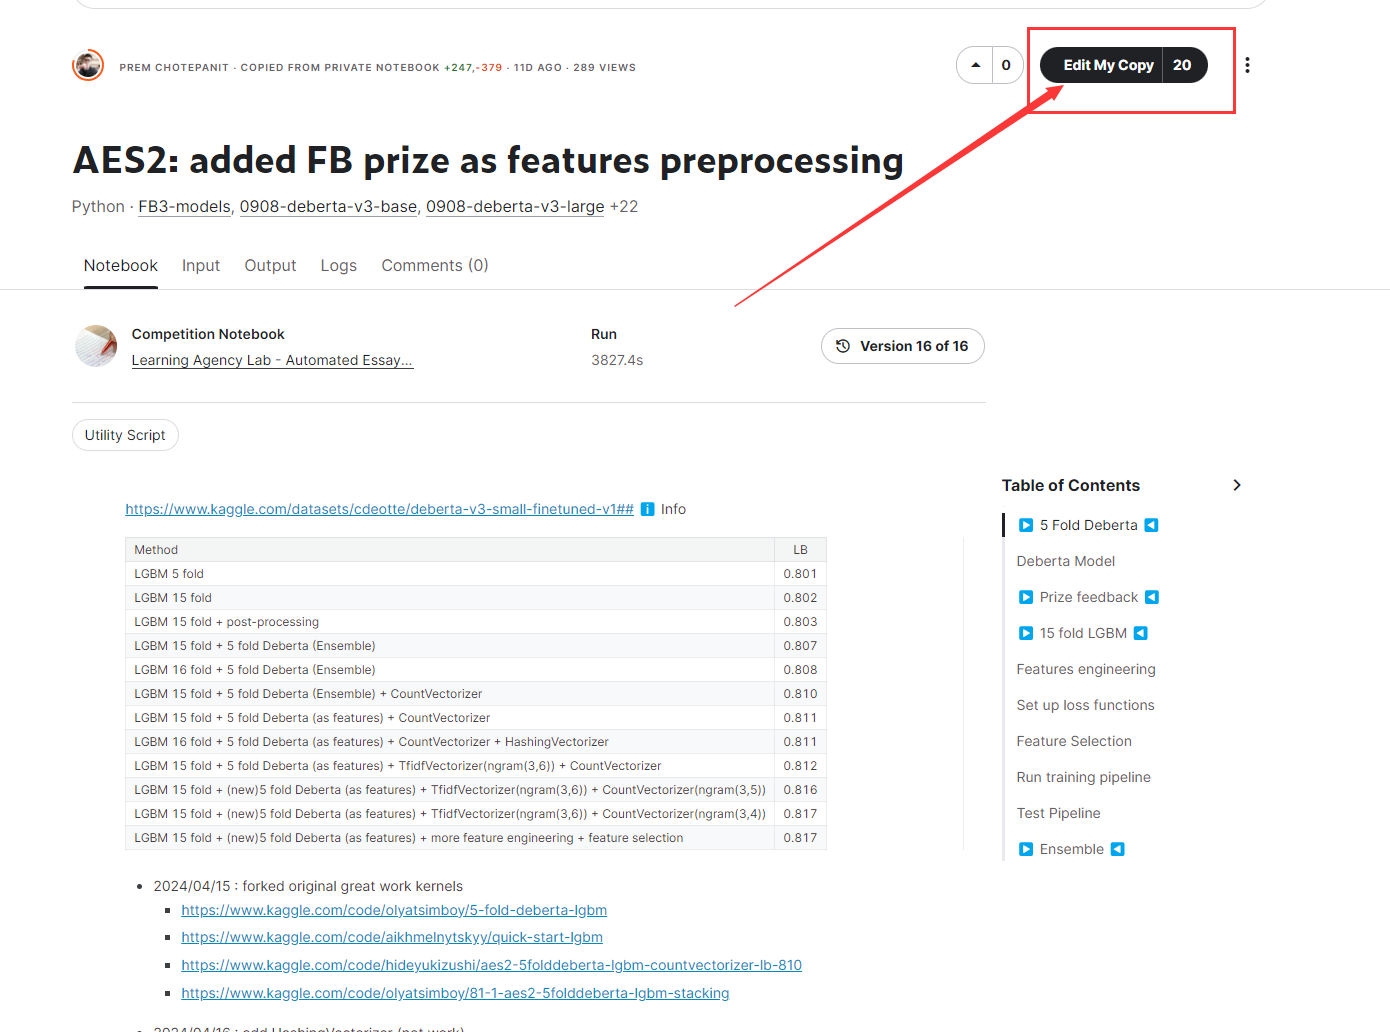 PREM CHOTEPANIT · COPIED FROM PRIVATE NOTEBOOK +247,-379 · 11D AGO · 289 VIEWS
0
Edit My Copy 20
AES2: added FB prize as features preprocessing
Python · FB3-models, 0908-deberta-v3-base, 0908-deberta-v3-large +22
Notebook Input Output Logs Comments (0)
Competition Notebook
Learning Agency Lab - Automated Essay...
Run
3827.4s
Version 16 of 16
Utility Script
https://www.kaggle.com/datasets/cdeotte/deberta-v3-small-finetuned-v1## ℹ️ Info
Method LB
LGBM 5 fold 0.801
LGBM 15 fold 0.802
LGBM 15 fold + post-processing 0.803
LGBM 15 fold + 5 fold Deberta (Ensemble) 0.807
LGBM 16 fold + 5 fold Deberta (Ensemble) 0.808
LGBM 15 fold + 5 fold Deberta (Ensemble) + CountVectorizer 0.810
LGBM 15 fold + 5 fold Deberta (as features) + CountVectorizer 0.811
LGBM 16 fold + 5 fold Deberta (as features) + CountVectorizer + HashingVectorizer 0.811
LGBM 15 fold + 5 fold Deberta (as features) + TfidfVectorizer(ngram(3,6)) + CountVectorizer 0.812
LGBM 15 fold + (new)5 fold Deberta (as features) + TfidfVectorizer(ngram(3,6)) + CountVectorizer(ngram(3,5)) 0.816
LGBM 15 fold + (new)5 fold Deberta (as features) + TfidfVectorizer(ngram(3,6)) + CountVectorizer(ngram(3,4)) 0.817
LGBM 15 fold + (new)5 fold Deberta (as features) + more feature engineering + feature selection 0.817
2024/04/15 : forked original great work kernels
https://www.kaggle.com/code/olyatsimboy/5-fold-deberta-lgbm
https://www.kaggle.com/code/aikhmelnytskyy/quick-start-lgbm
https://www.kaggle.com/code/hideyukizushi/aes2-5folddeberta-lgbm-countvectorizer-lb-810
https://www.kaggle.com/code/olyatsimboy/81-1-aes2-5folddeberta-lgbm-stacking
2024/04/16 : add HashingVectorizer (not work)
Table of Contents
▶️ 5 Fold Deberta ◀️
Deberta Model
▶️ Prize feedback ◀️
▶️ 15 fold LGBM ◀️
Features engineering
Set up loss functions
Feature Selection
Run training pipeline
Test Pipeline
▶️ Ensemble ◀️